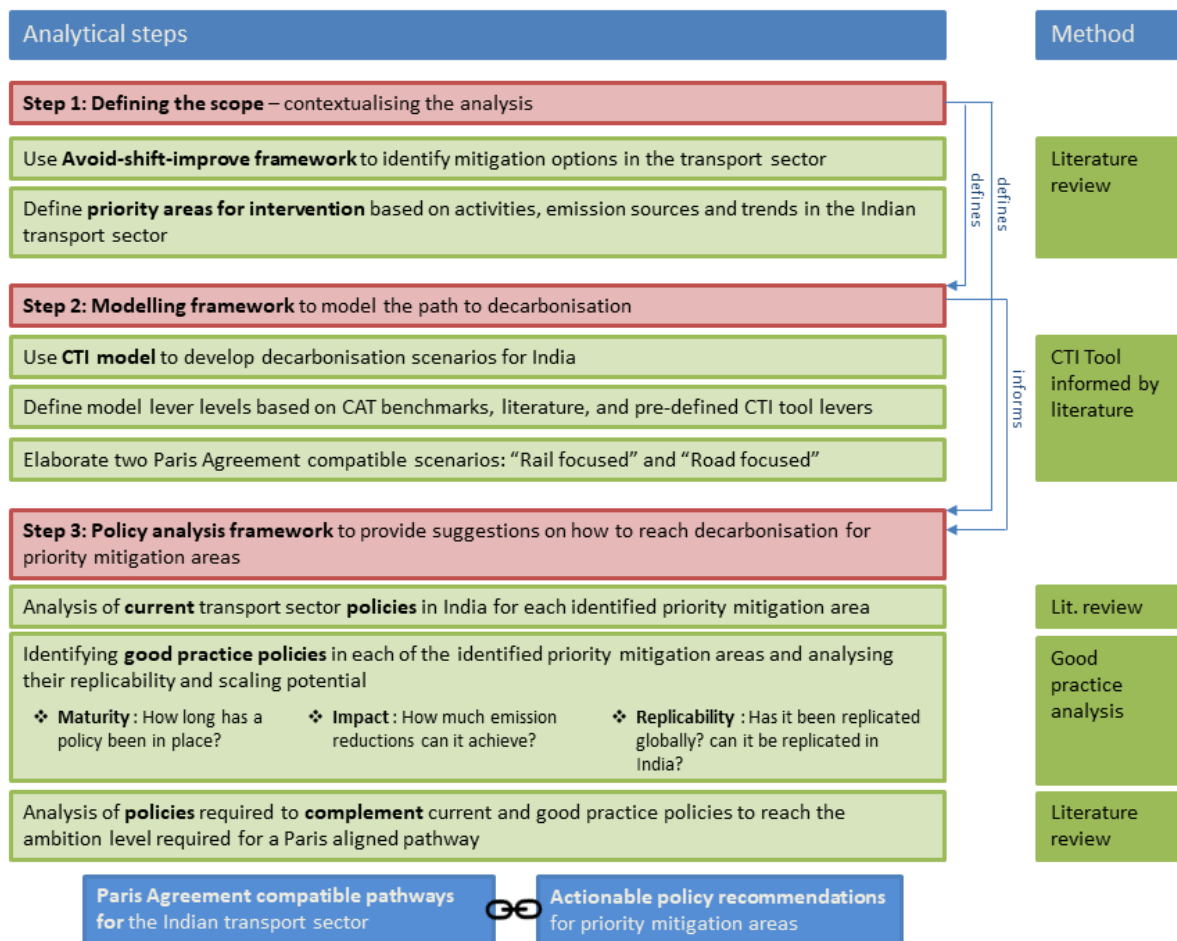 Analytical steps
Method
Step 1: Defining the scope – contextualising the analysis
Use Avoid-shift-improve framework to identify mitigation options in the transport sector
Define priority areas for intervention based on activities, emission sources and trends in the Indian
transport sector
Literature
review
defines
defines
Step 2: Modelling framework to model the path to decarbonisation
Use CTI model to develop decarbonisation scenarios for India
Define model lever levels based on CAT benchmarks, literature, and pre-defined CTI tool levers
Elaborate two Paris Agreement compatible scenarios: “Rail focused” and “Road focused”
CTI Tool
informed by
literature
informs
Step 3: Policy analysis framework to provide suggestions on how to reach decarbonisation for
priority mitigation areas
Analysis of current transport sector policies in India for each identified priority mitigation area
Lit. review
Identifying good practice policies in each of the identified priority mitigation areas and analysing
their replicability and scaling potential
❖ Maturity : How long has a
policy been in place?
❖ Impact : How much emission
reductions can it achieve?
❖ Replicability : Has it been replicated
globally? can it be replicated in
India?
Good
practice
analysis
Analysis of policies required to complement current and good practice policies to reach the
ambition level required for a Paris aligned pathway
Literature
review
Paris Agreement compatible pathways
for the Indian transport sector
Actionable policy recommendations
for priority mitigation areas